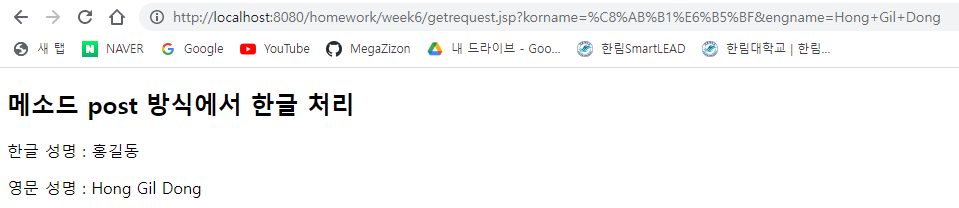 http://localhost:8080/homework/week6/getrequest.jsp?korname=%C8%AB%B1%E6%B5%BF&engname=Hong+Gil+Dong
새 탭 NAVER Google YouTube MegaZizon 내 드라이브 - Goo... 한림SmartLEAD 한림대학교 | 한림...
메소드 post 방식에서 한글 처리
한글 성명 : 홍길동
영문 성명 : Hong Gil Dong